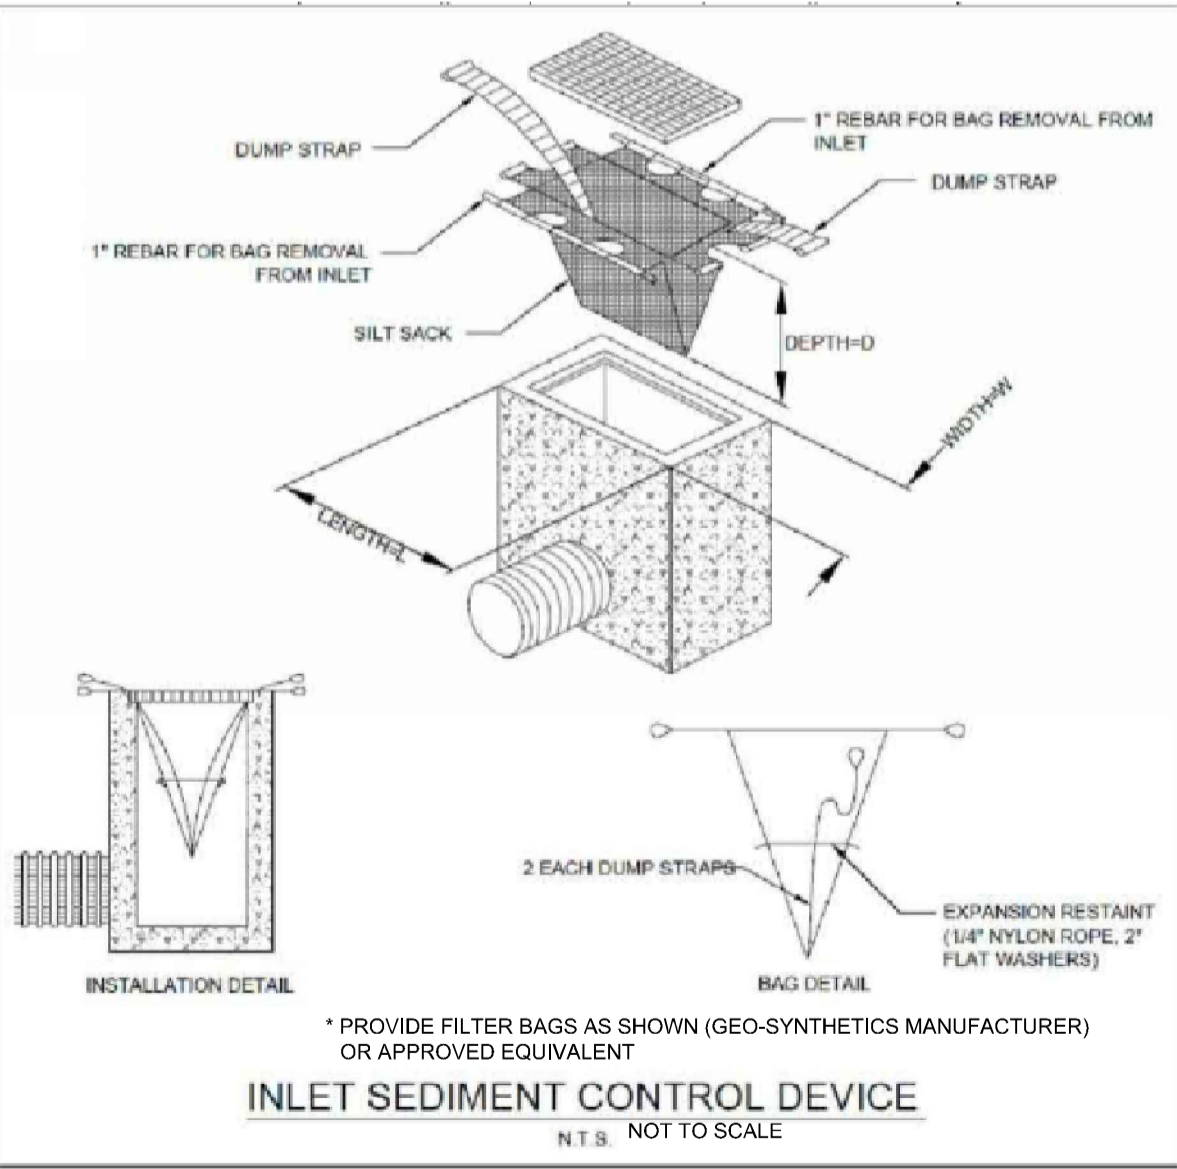 DUMP STRAP
1" REBAR FOR BAG REMOVAL FROM
INLET
DUMP STRAP
1" REBAR FOR BAG REMOVAL
FROM INLET
SILT SACK
DEPTH=D
WIDTH=W
LENGTH=L
2 EACH DUMP STRAPS
EXPANSION RESTAINT
(1/4" NYLON ROPE, 2"
FLAT WASHERS)
INSTALLATION DETAIL
BAG DETAIL
* PROVIDE FILTER BAGS AS SHOWN (GEO-SYNTHETICS MANUFACTURER)
OR APPROVED EQUIVALENT
INLET SEDIMENT CONTROL DEVICE
N.T.S. NOT TO SCALE